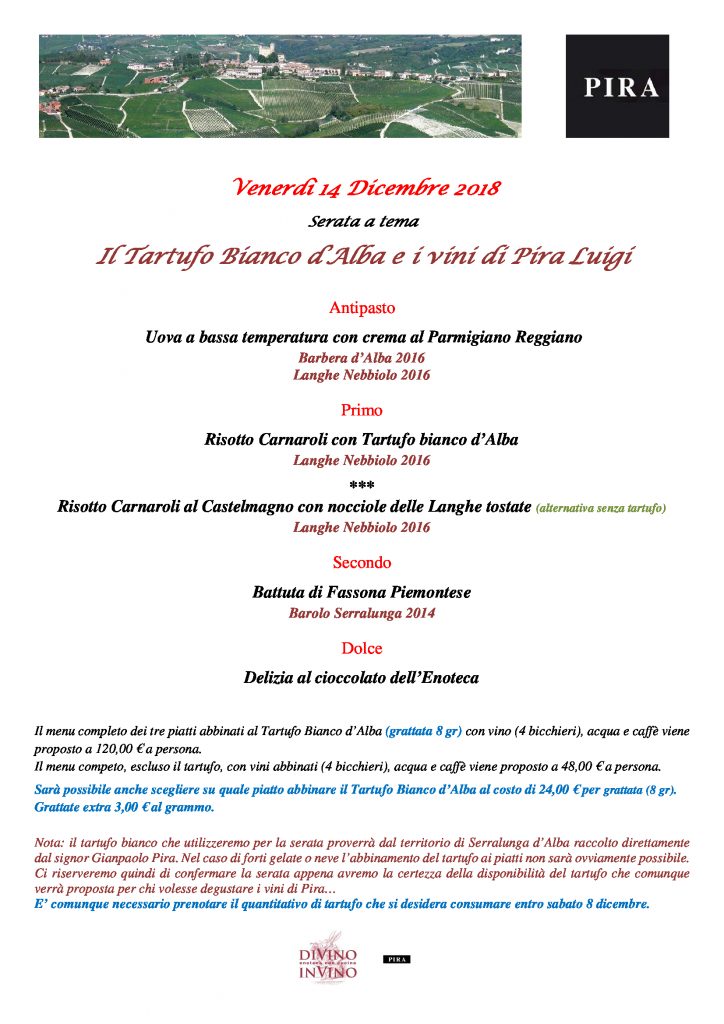 PIRA
Venerdì 14 Dicembre 2018
Serata a tema
Il Tartufo Bianco d'Alba e i vini di Pira Luigi
Antipasto
Uova a bassa temperatura con crema al Parmigiano Reggiano
Barbera d'Alba 2016
Langhe Nebbiolo 2016
Primo
Risotto Carnaroli con Tartufo bianco d'Alba
Langhe Nebbiolo 2016
***
Risotto Carnaroli al Castelmagno con nocciole delle Langhe tostate (alternativa senza tartufo)
Langhe Nebbiolo 2016
Secondo
Battuta di Fassona Piemontese
Barolo Serralunga 2014
Dolce
Delizia al cioccolato dell'Enoteca
Il menu completo dei tre piatti abbinati al Tartufo Bianco d'Alba (grattata 8 gr) con vino (4 bicchieri), acqua e caffè viene
proposto a 120,00 € a persona.
Il menu competo, escluso il tartufo, con vini abbinati (4 bicchieri), acqua e caffè viene proposto a 48,00 € a persona.
Sarà possibile anche scegliere su quale piatto abbinare il Tartufo Bianco d'Alba al costo di 24,00 € per grattata (8 gr).
Grattate extra 3,00 € al grammo.
Nota: il tartufo bianco che utilizzeremo per la serata proverrà dal territorio di Serralunga d'Alba raccolto direttamente
dal signor Gianpaolo Pira. Nel caso di forti gelate o neve l'abbinamento del tartufo ai piatti non sarà ovviamente possibile.
Ci riserveremo quindi di confermare la serata appena avremo la certezza della disponibilità del tartufo che comunque
verrà proposta per chi volesse degustare i vini di Pira…
E' comunque necessario prenotare il quantitativo di tartufo che si desidera consumare entro sabato 8 dicembre.
DIVINO
enoteca con cucina
INVINO
PIRA